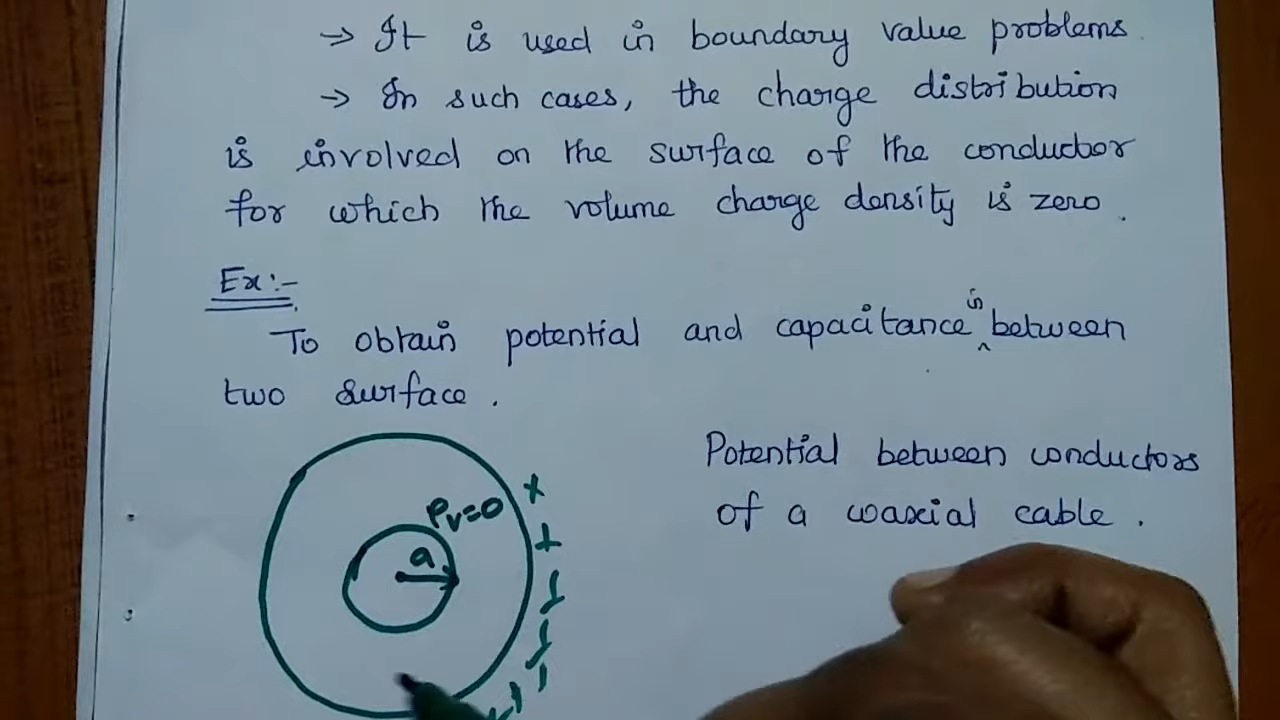 → It is used in boundary value problems
→ In such cases, the charge distribution
is involved on the surface of the conductor
for which the volume charge density is zero.
Ex:-
To obtain potential and capacitance in between
two surface.
Potential between conductors
of a coaxial cable.
ρv=0
a
+
+
+
+
+
+